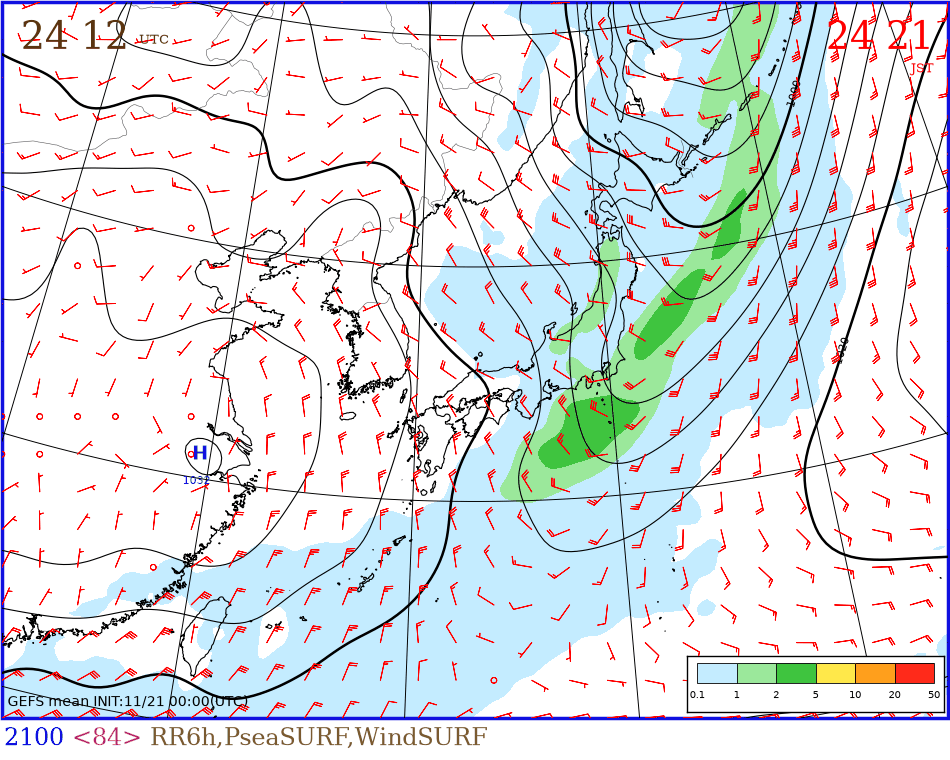 24 12 UTC
24 21
JST
1000
1020
H
1032
0.1 1 2 5 10 20 50
GEFS mean INIT:11/21 00:00(UTC)
2100 <84> RR6h,PseaSURF,WindSURF